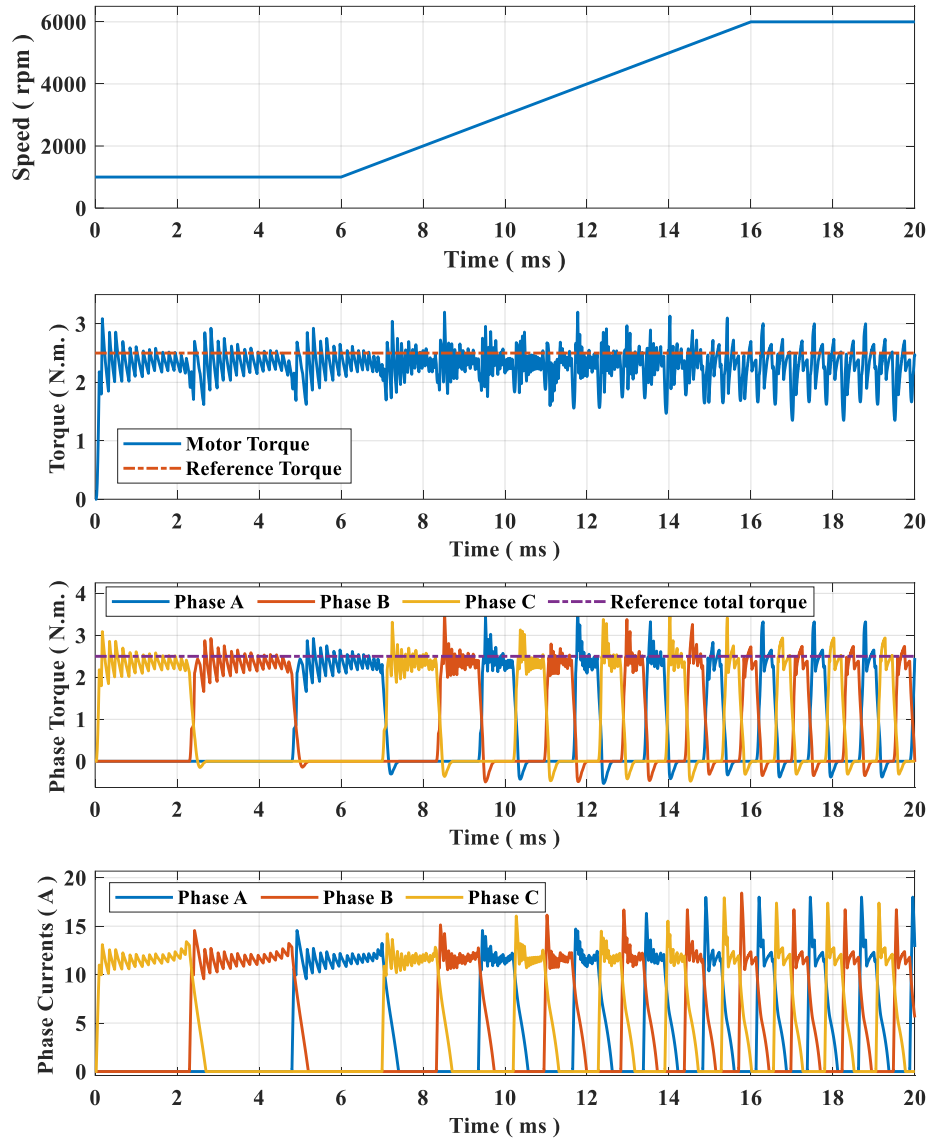 Speed ( rpm )
6000
4000
2000
0
0 2 4 6 8 10 12 14 16 18 20
Time ( ms )
Torque ( N.m. )
3
2
1
0
Motor Torque
Reference Torque
0 2 4 6 8 10 12 14 16 18 20
Time ( ms )
Phase Torque ( N.m. )
4
3
2
1
0
Phase A Phase B Phase C Reference total torque
0 2 4 6 8 10 12 14 16 18 20
Time ( ms )
Phase Currents ( A )
20
15
10
5
0
Phase A Phase B Phase C
0 2 4 6 8 10 12 14 16 18 20
Time ( ms )